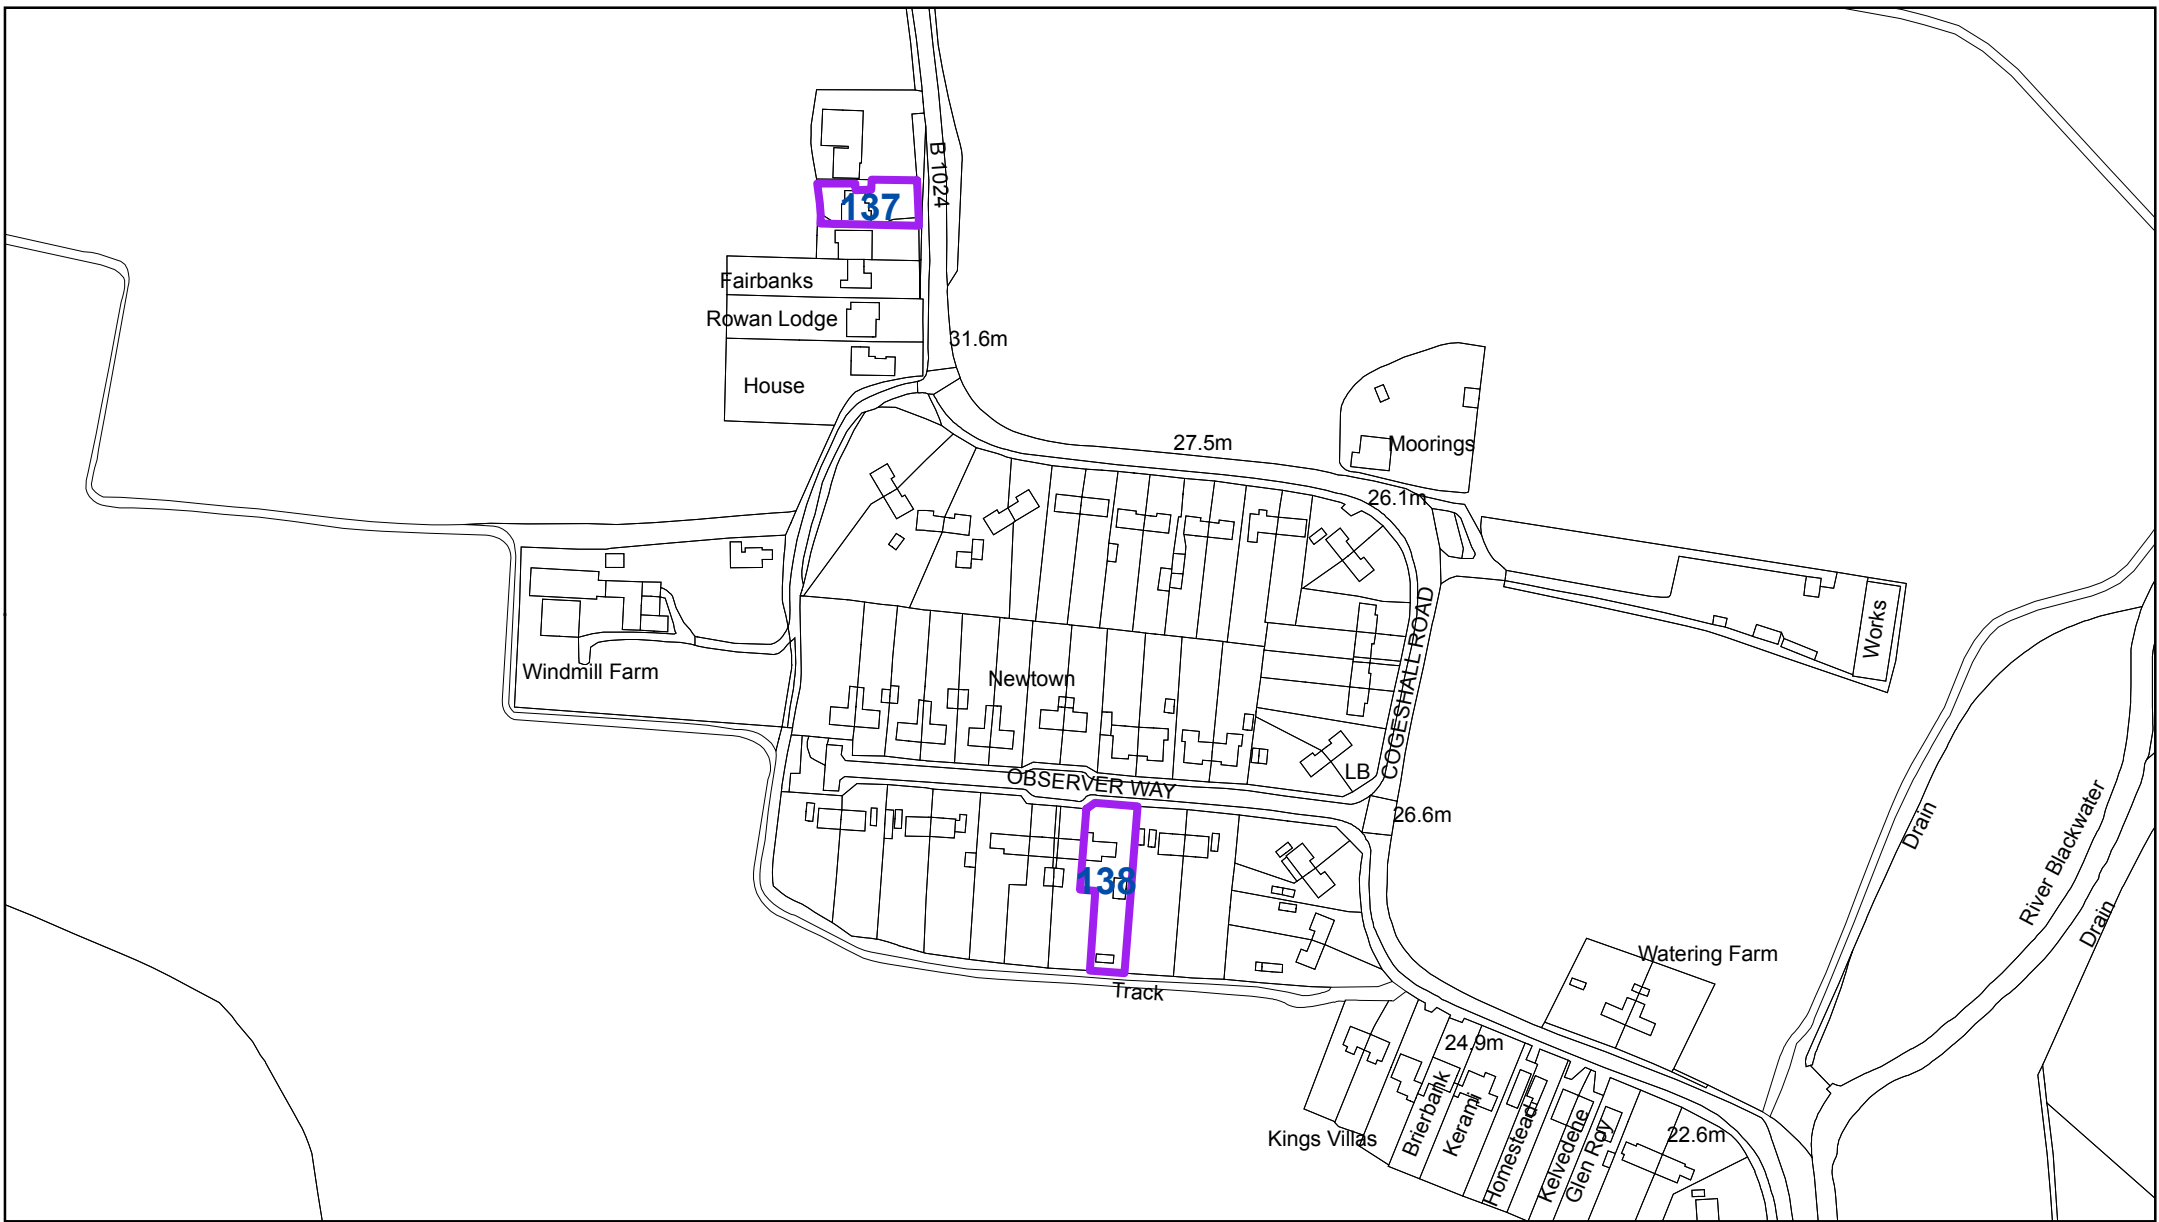 B 1024
137
Fairbanks
Rowan Lodge
31.6m
House
27.5m
Moorings
26.1m
COGESHALL ROAD
Works
Windmill Farm
Newtown
LB
OBSERVER WAY
26.6m
Drain
River Blackwater
138
Drain
Watering Farm
Track
24.9m
Kings Villas
Brierbank
Kerami
Homestead
Kelvedene
Glen Roy
22.6m